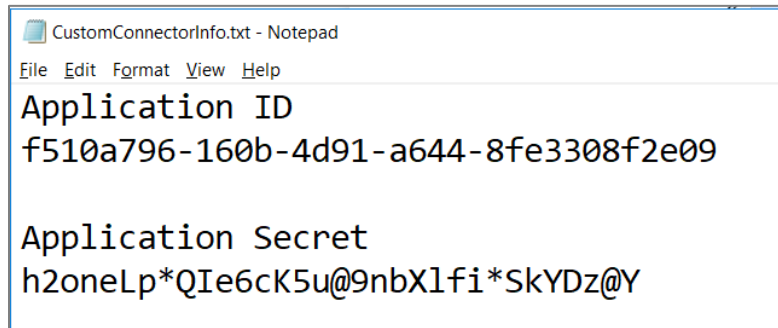 CustomConnectorInfo.txt - Notepad
File Edit Format View Help
Application ID
f510a796-160b-4d91-a644-8fe3308f2e09
Application Secret
h2oneLp*QIe6cK5u@9nbXlfi*SkYDz@Y